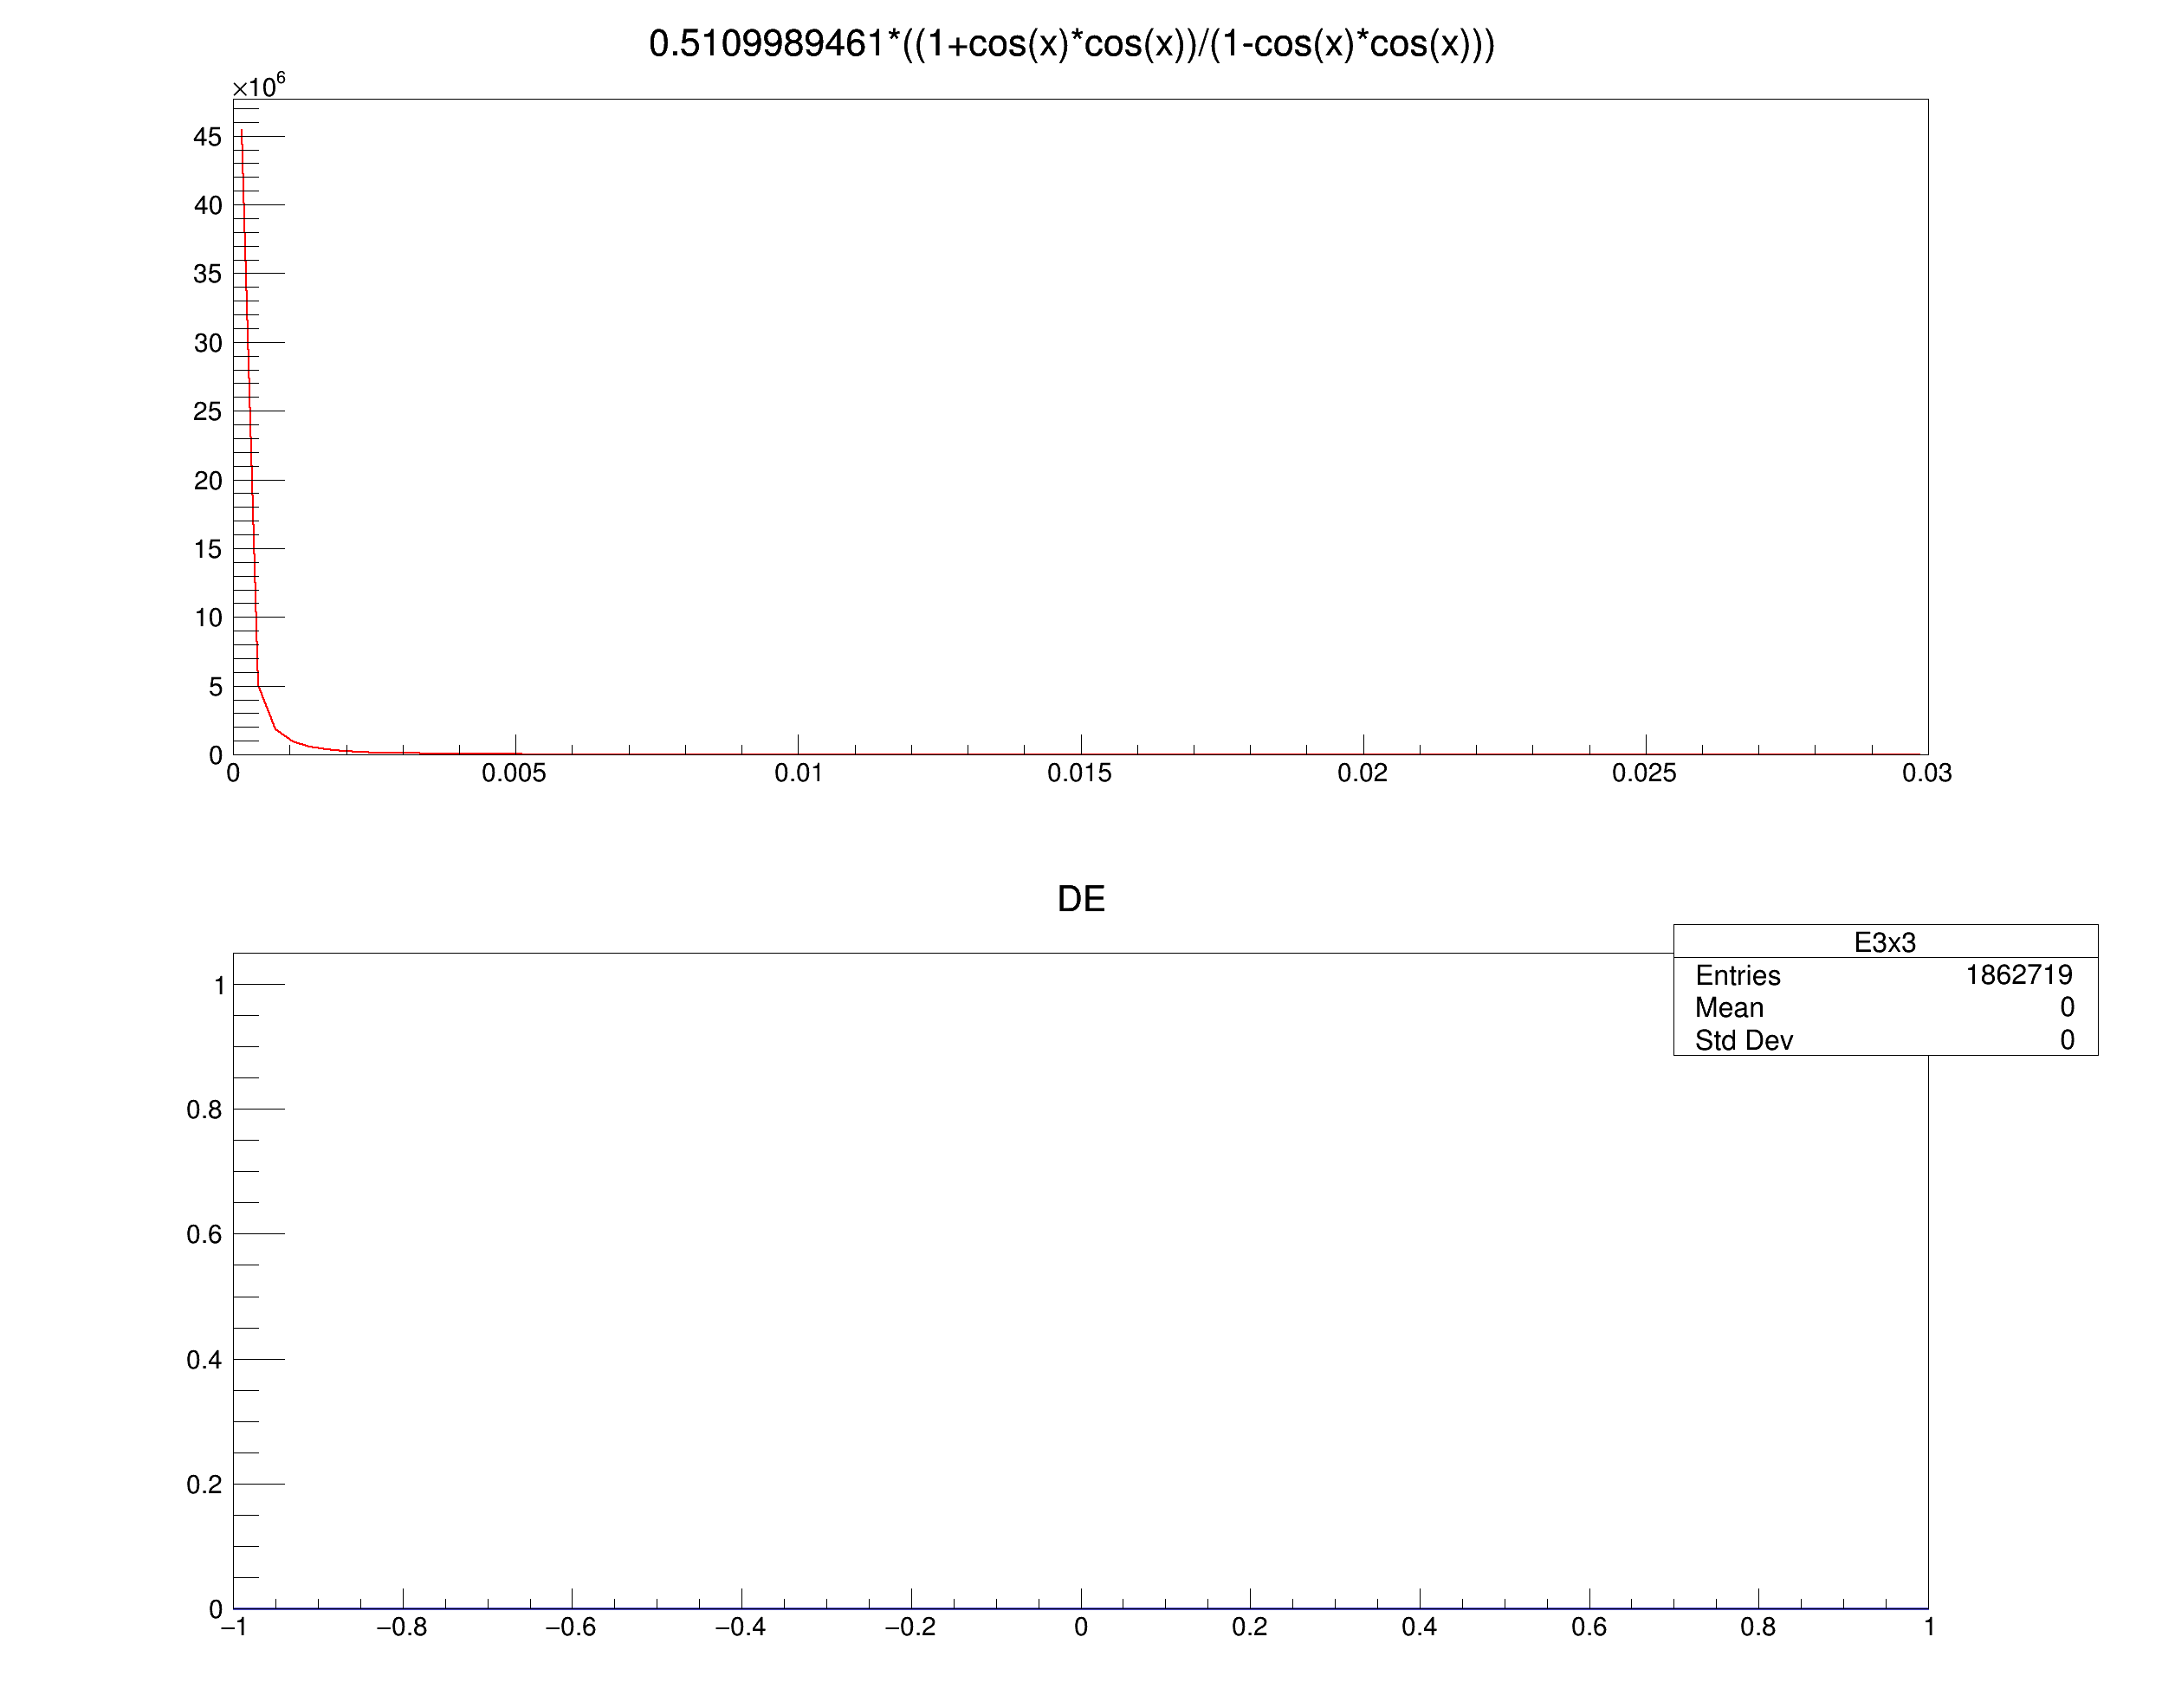 0.5109989461*((1+cos(x)*cos(x))/(1-cos(x)*cos(x)))
×10⁶
45
40
35
30
25
20
15
10
5
0
0 0.005 0.01 0.015 0.02 0.025 0.03
DE
E3x3
Entries 1862719
Mean 0
Std Dev 0
1
0.8
0.6
0.4
0.2
0
−1 −0.8 −0.6 −0.4 −0.2 0 0.2 0.4 0.6 0.8 1